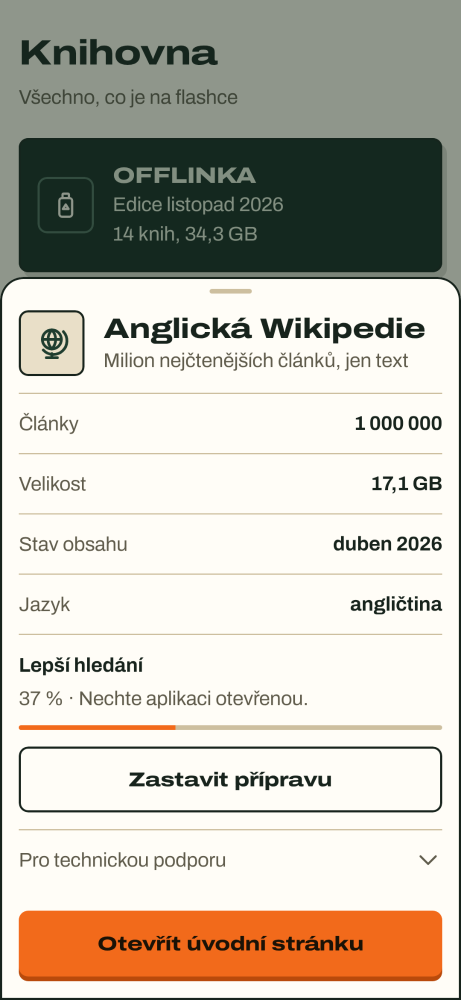 Knihovna
Všechno, co je na flashce
OFFLINKA
Edice listopad 2026
14 knih, 34,3 GB
Anglická Wikipedie
Milion nejčtenějších článků, jen text
Články 1 000 000
Velikost 17,1 GB
Stav obsahu duben 2026
Jazyk angličtina
Lepší hledání
37 % · Nechte aplikaci otevřenou.
Zastavit přípravu
Pro technickou podporu
Otevřít úvodní stránku